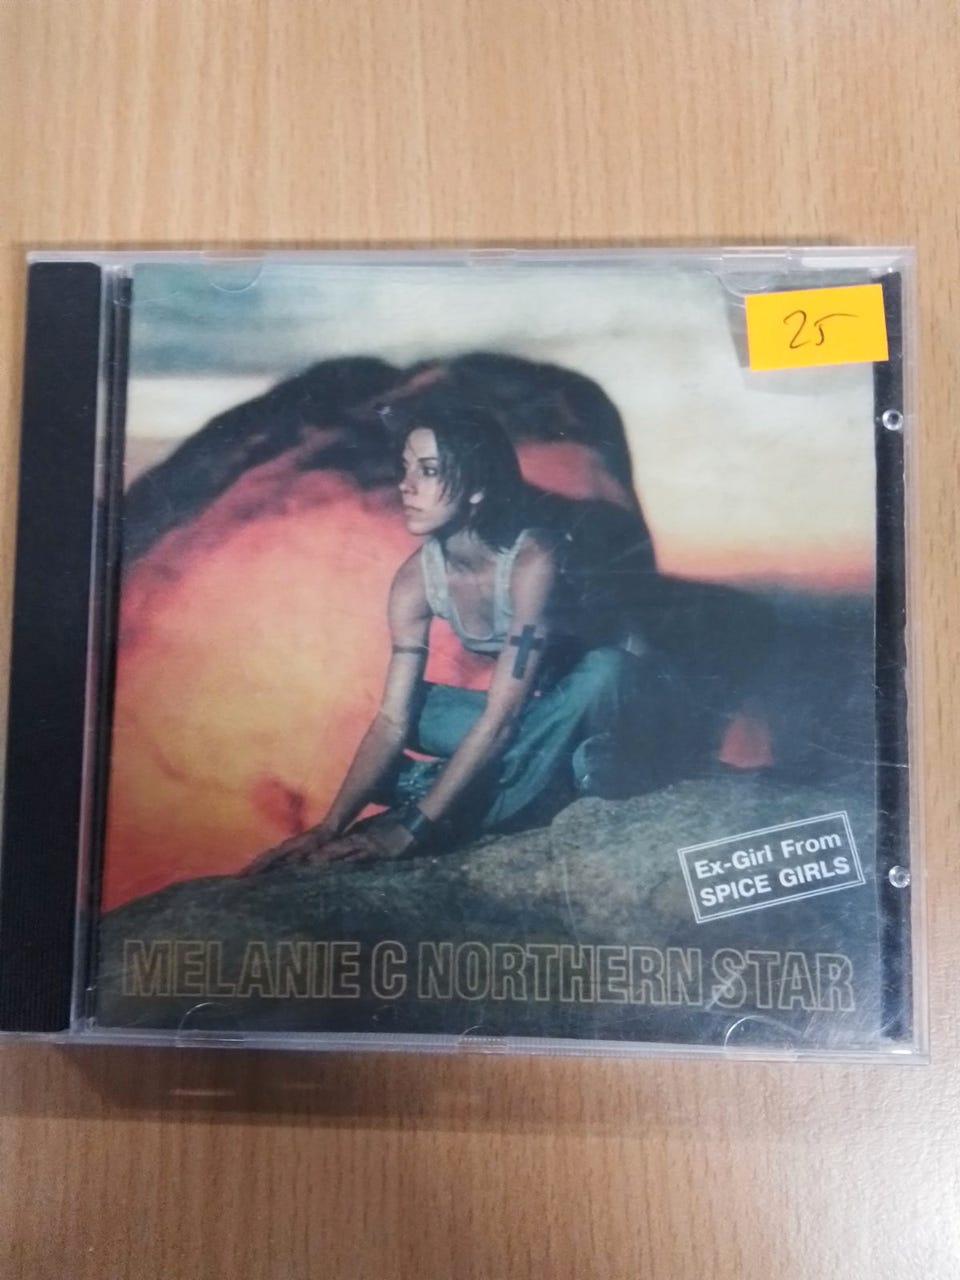 25
Ex-Girl From
SPICE GIRLS
MELANIE C NORTHERN STAR